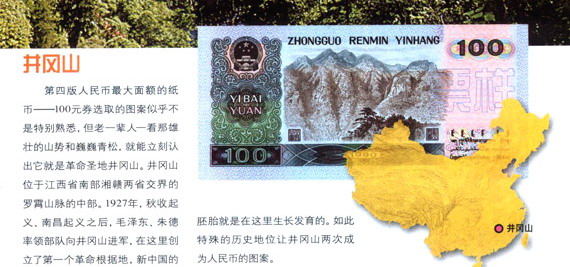 井冈山
第四版人民币最大面额的纸
币——100元券选取的图案似乎不
是特别熟悉，但老一辈人一看那雄
壮的山势和巍巍青松，就能立刻认
出它就是革命圣地井冈山。井冈山
位于江西省南部湘赣两省交界的
罗霄山脉的中部。1927年，秋收起
义、南昌起义之后，毛泽东、朱德
率领部队向井冈山进军，在这里创
立了第一个革命根据地，新中国的
胚胎就是在这里生长发育的。如此
特殊的历史地位让井冈山两次成
为人民币的图案。
ZHONGGUO RENMIN YINHANG
100
票样
YIBAI
YUAN
100
1980
井冈山